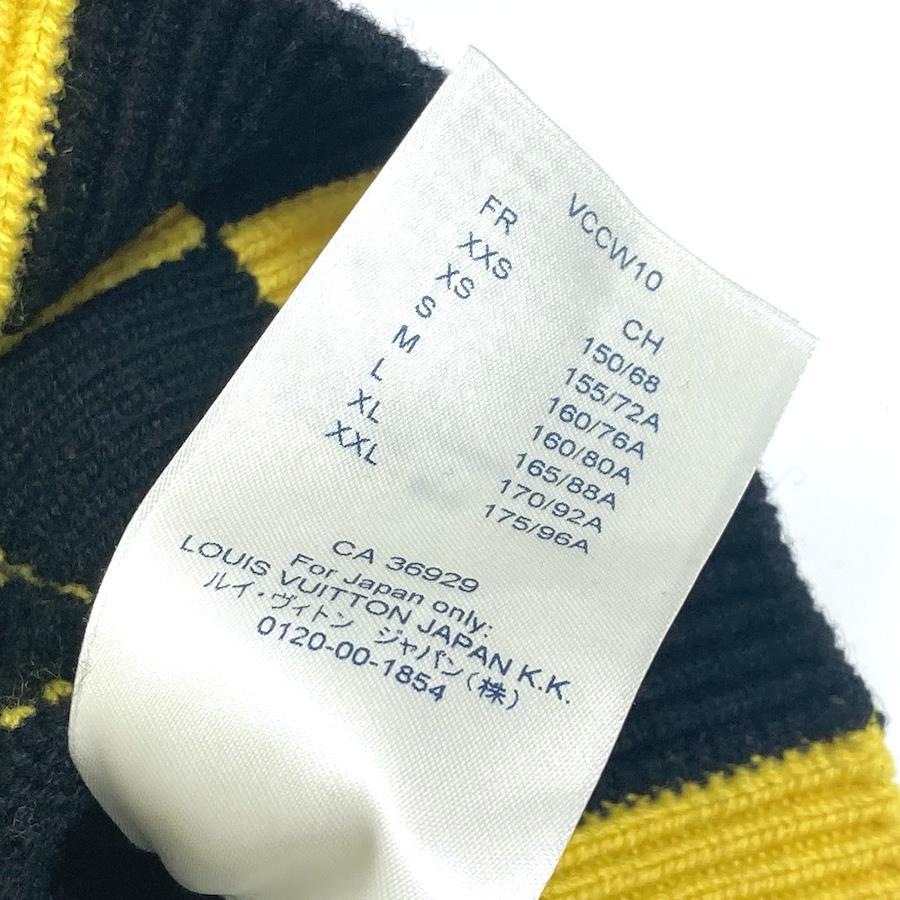 VCCW10
FR CH
XXS 150/68
XS 155/72A
S 160/76A
M 160/80A
L 165/88A
XL 170/92A
XXL 175/96A
CA 36929
For Japan only:
LOUIS VUITTON JAPAN K.K.
ルイ・ヴィトン ジャパン(株)
0120-00-1854